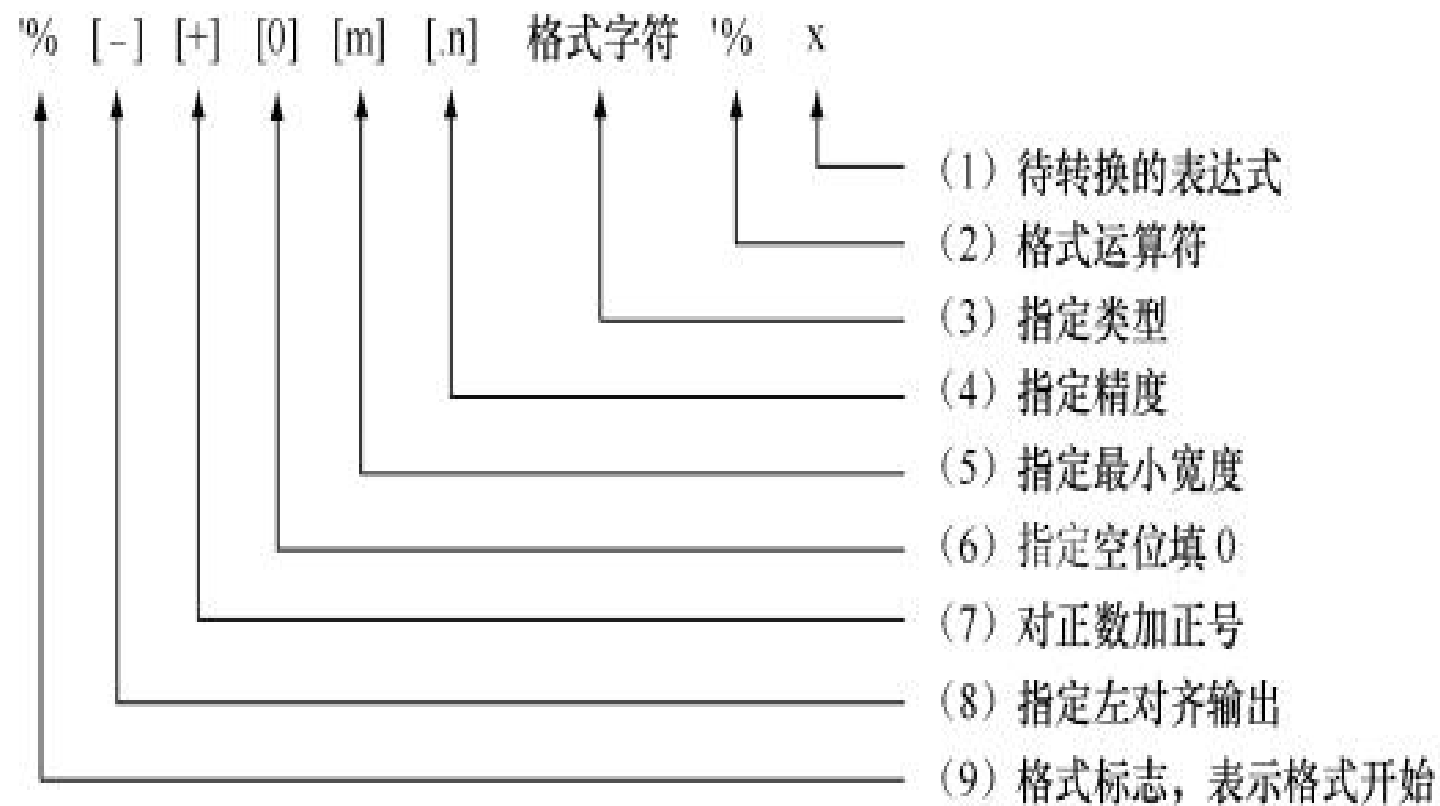 '% [-] [+] [0] [m] [.n] 格式字符 '% x
(1) 待转换的表达式
(2) 格式运算符
(3) 指定类型
(4) 指定精度
(5) 指定最小宽度
(6) 指定空位填 0
(7) 对正数加正号
(8) 指定左对齐输出
(9) 格式标志，表示格式开始